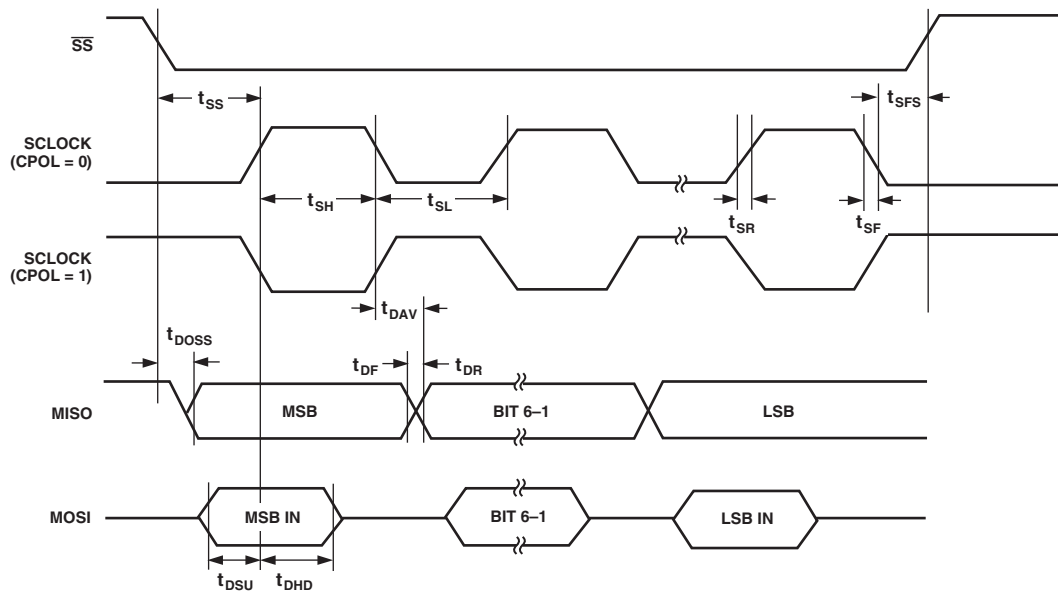 SS
tSS
tSFS
SCLOCK
(CPOL = 0)
tSH
tSL
tSR
tSF
SCLOCK
(CPOL = 1)
tDAV
tDOSS
tDF
tDR
MISO
MSB
BIT 6–1
LSB
MOSI
MSB IN
BIT 6–1
LSB IN
tDSU
tDHD